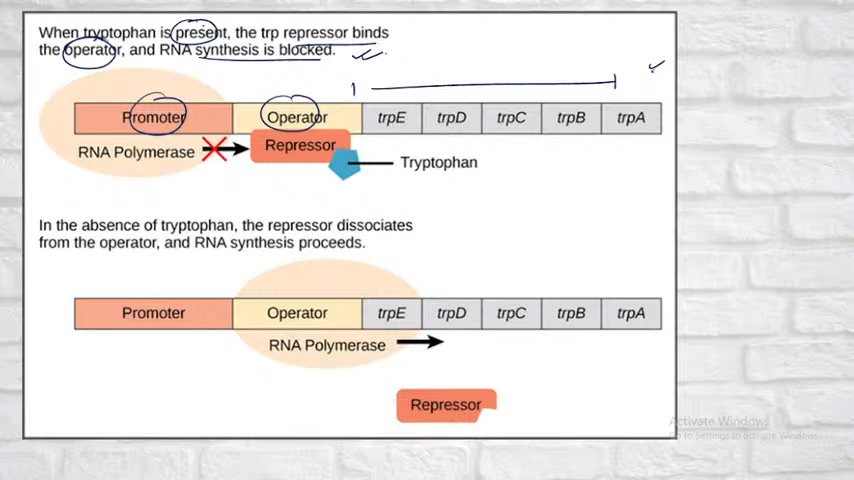 When tryptophan is present, the trp repressor binds
the operator, and RNA synthesis is blocked.
Promoter Operator trpE trpD trpC trpB trpA
RNA Polymerase Repressor
Tryptophan
In the absence of tryptophan, the repressor dissociates
from the operator, and RNA synthesis proceeds.
Promoter Operator trpE trpD trpC trpB trpA
RNA Polymerase
Repressor
Activate Windows
Go to Settings to activate Windows.